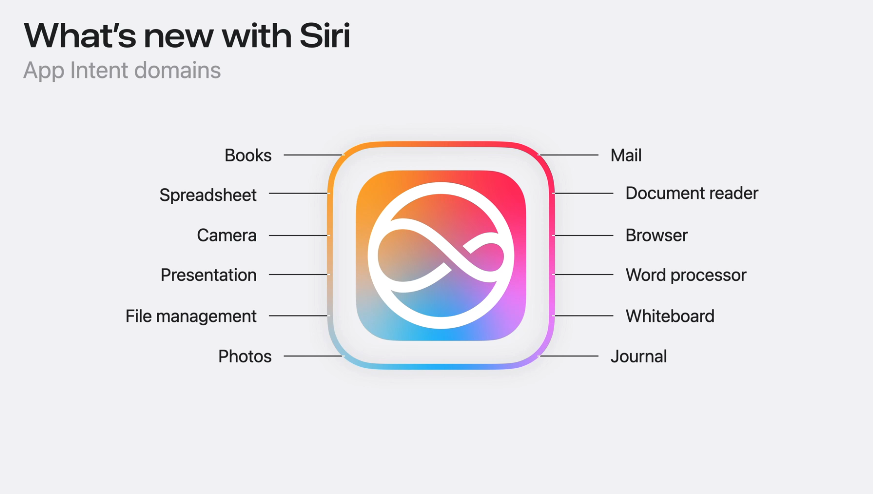 What's new with Siri
App Intent domains
Books
Spreadsheet
Camera
Presentation
File management
Photos
Mail
Document reader
Browser
Word processor
Whiteboard
Journal